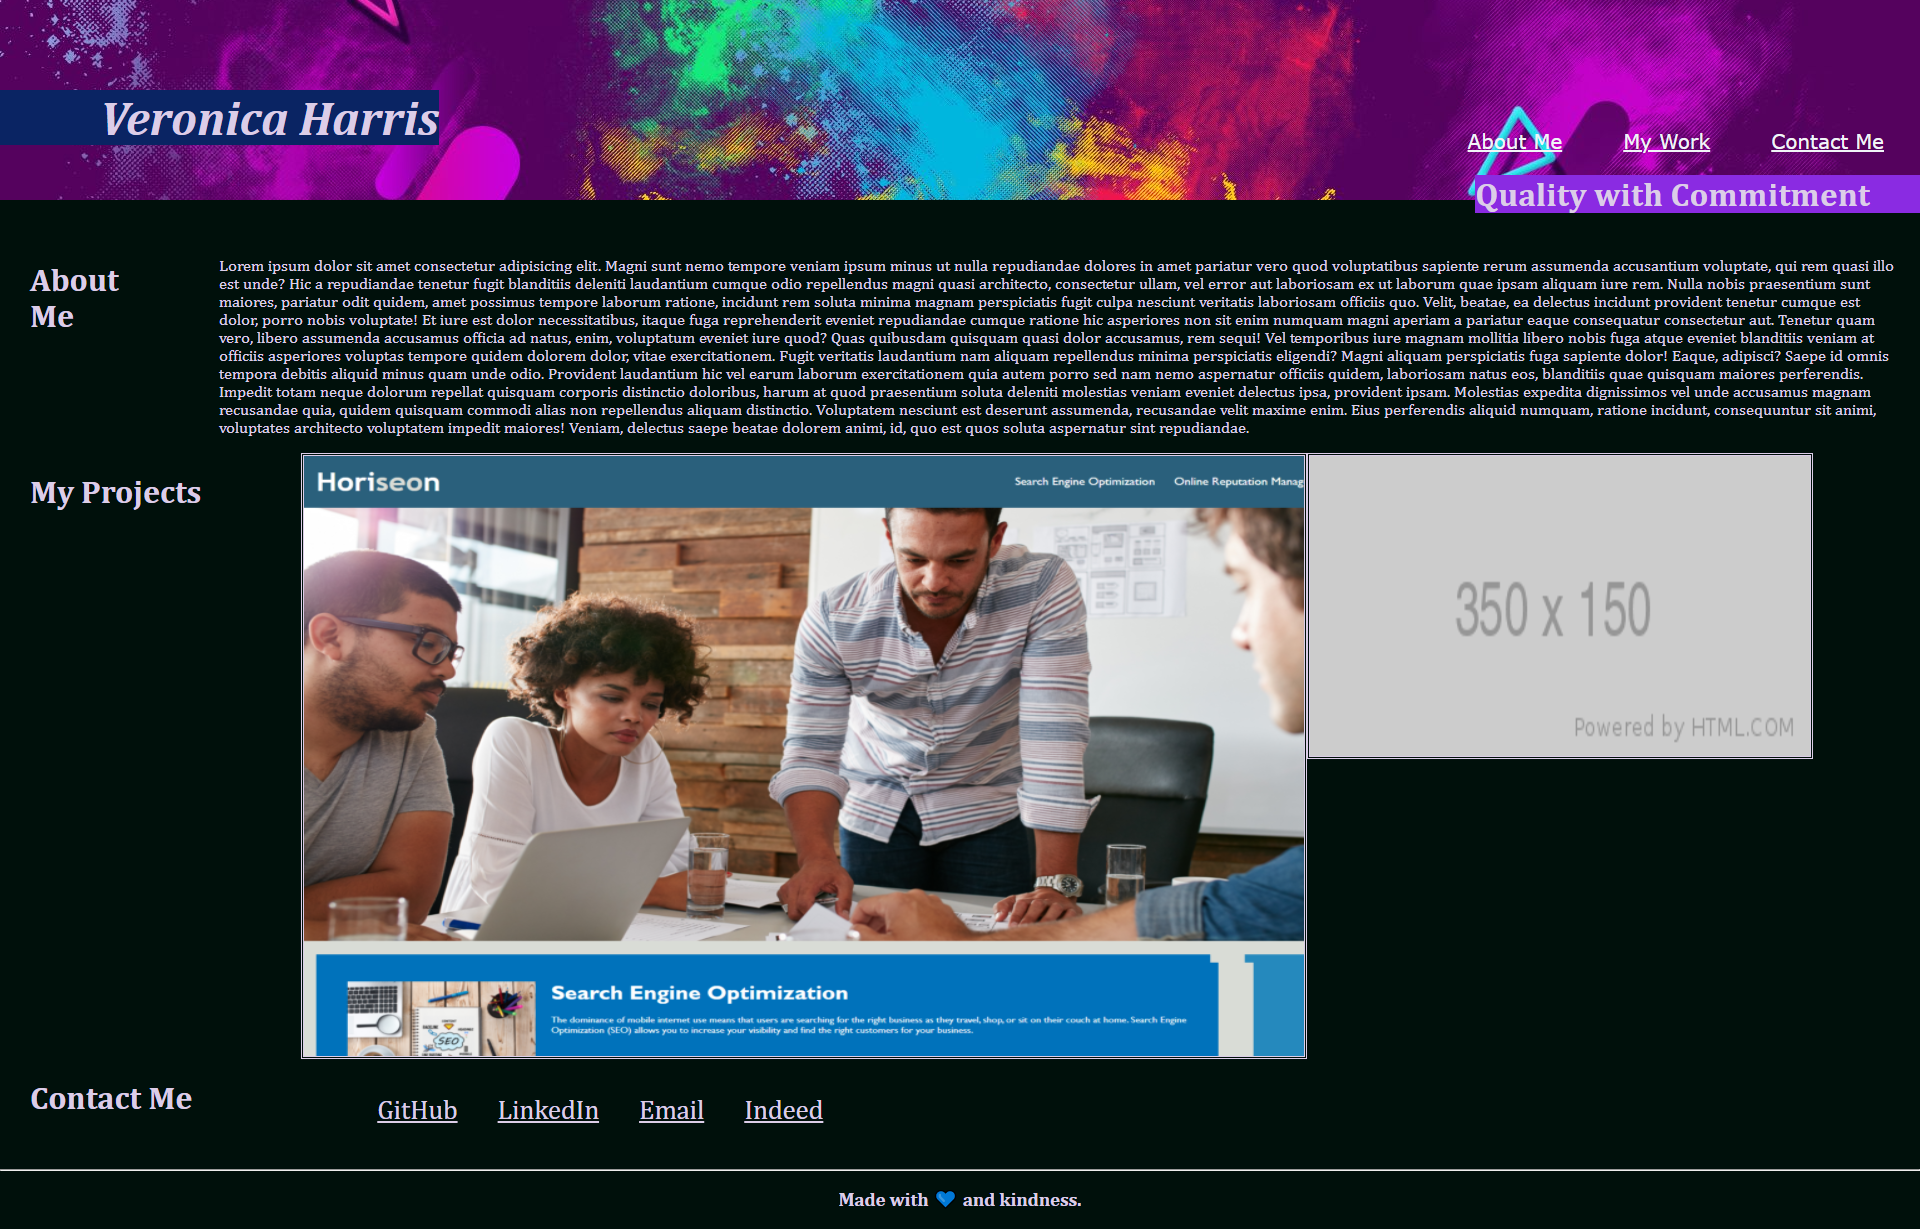 Veronica Harris
About Me
My Work
Contact Me
Quality with Commitment
About
Me
Lorem ipsum dolor sit amet consectetur adipisicing elit. Magni sunt nemo tempore veniam ipsum minus ut nulla repudiandae dolores in amet pariatur vero quod voluptatibus sapiente rerum assumenda accusantium voluptate, qui rem quasi illo
est unde? Hic a repudiandae tenetur fugit blanditiis deleniti laudantium cumque odio repellendus magni quasi architecto, consectetur ullam, vel error aut laboriosam ex ut laborum quae ipsam aliquam iure rem. Nulla nobis praesentium sunt
maiores, pariatur odit quidem, amet possimus tempore laborum ratione, incidunt rem soluta minima magnam perspiciatis fugit culpa nesciunt veritatis laboriosam officiis quo. Velit, beatae, ea delectus incidunt provident tenetur cumque est
dolor, porro nobis voluptate! Et iure est dolor necessitatibus, itaque fuga reprehenderit eveniet repudiandae cumque ratione hic asperiores non sit enim numquam magni aperiam a pariatur eaque consequatur consectetur aut. Tenetur quam
vero, libero assumenda accusamus officia ad natus, enim, voluptatum eveniet iure quod? Quas quibusdam quisquam quasi dolor accusamus, rem sequi! Vel temporibus iure magnam mollitia libero nobis fuga atque eveniet blanditiis veniam at
officiis asperiores voluptas tempore quidem dolorem dolor, vitae exercitationem. Fugit veritatis laudantium nam aliquam repellendus minima perspiciatis eligendi? Magni aliquam perspiciatis fuga sapiente dolor! Eaque, adipisci? Saepe id omnis
tempora debitis aliquid minus quam unde odio. Provident laudantium hic vel earum laborum exercitationem quia autem porro sed nam nemo aspernatur officiis quidem, laboriosam natus eos, blanditiis quae quisquam maiores perferendis.
Impedit totam neque dolorum repellat quisquam corporis distinctio doloribus, harum at quod praesentium soluta deleniti molestias veniam eveniet delectus ipsa, provident ipsam. Molestias expedita dignissimos vel unde accusamus magnam
recusandae quia, quidem quisquam commodi alias non repellendus aliquam distinctio. Voluptatem nesciunt est deserunt assumenda, recusandae velit maxime enim. Eius perferendis aliquid numquam, ratione incidunt, consequuntur sit animi,
voluptates architecto voluptatem impedit maiores! Veniam, delectus saepe beatae dolorem animi, id, quo est quos soluta aspernatur sint repudiandae.
My Projects
Horiseon
Search Engine Optimization
Online Reputation Manag
350 x 150
Powered by HTML.COM
SEO
Search Engine Optimization
The dominance of mobile internet use means that users are searching for the right business as they travel, shop, or sit on their couch at home. Search Engine
Optimization (SEO) allows you to increase your visibility and find the right customers for your business.
Contact Me
GitHub
LinkedIn
Email
Indeed
Made with 💙 and kindness.